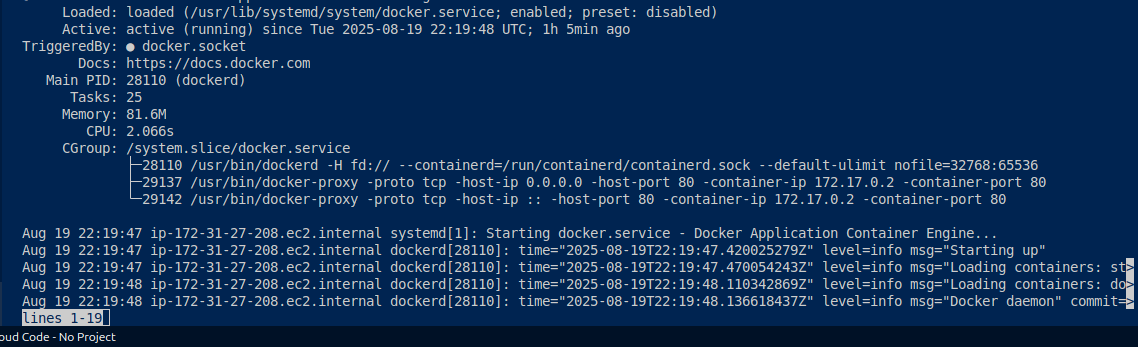 Loaded: loaded (/usr/lib/systemd/system/docker.service; enabled; preset: disabled)
Active: active (running) since Tue 2025-08-19 22:19:48 UTC; 1h 5min ago
TriggeredBy: ● docker.socket
Docs: https://docs.docker.com
Main PID: 28110 (dockerd)
Tasks: 25
Memory: 81.6M
CPU: 2.066s
CGroup: /system.slice/docker.service
├─28110 /usr/bin/dockerd -H fd:// --containerd=/run/containerd/containerd.sock --default-ulimit nofile=32768:65536
├─29137 /usr/bin/docker-proxy -proto tcp -host-ip 0.0.0.0 -host-port 80 -container-ip 172.17.0.2 -container-port 80
└─29142 /usr/bin/docker-proxy -proto tcp -host-ip :: -host-port 80 -container-ip 172.17.0.2 -container-port 80
Aug 19 22:19:47 ip-172-31-27-208.ec2.internal systemd[1]: Starting docker.service - Docker Application Container Engine...
Aug 19 22:19:47 ip-172-31-27-208.ec2.internal dockerd[28110]: time="2025-08-19T22:19:47.420025279Z" level=info msg="Starting up"
Aug 19 22:19:47 ip-172-31-27-208.ec2.internal dockerd[28110]: time="2025-08-19T22:19:47.470054243Z" level=info msg="Loading containers: st>
Aug 19 22:19:48 ip-172-31-27-208.ec2.internal dockerd[28110]: time="2025-08-19T22:19:48.110342869Z" level=info msg="Loading containers: do>
Aug 19 22:19:48 ip-172-31-27-208.ec2.internal dockerd[28110]: time="2025-08-19T22:19:48.136618437Z" level=info msg="Docker daemon" commit=>
lines 1-19
oud Code - No Project